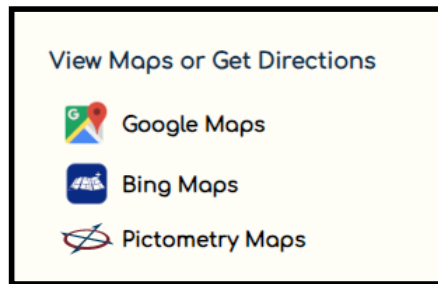 View Maps or Get Directions
G
Google Maps
Bing Maps
Pictometry Maps